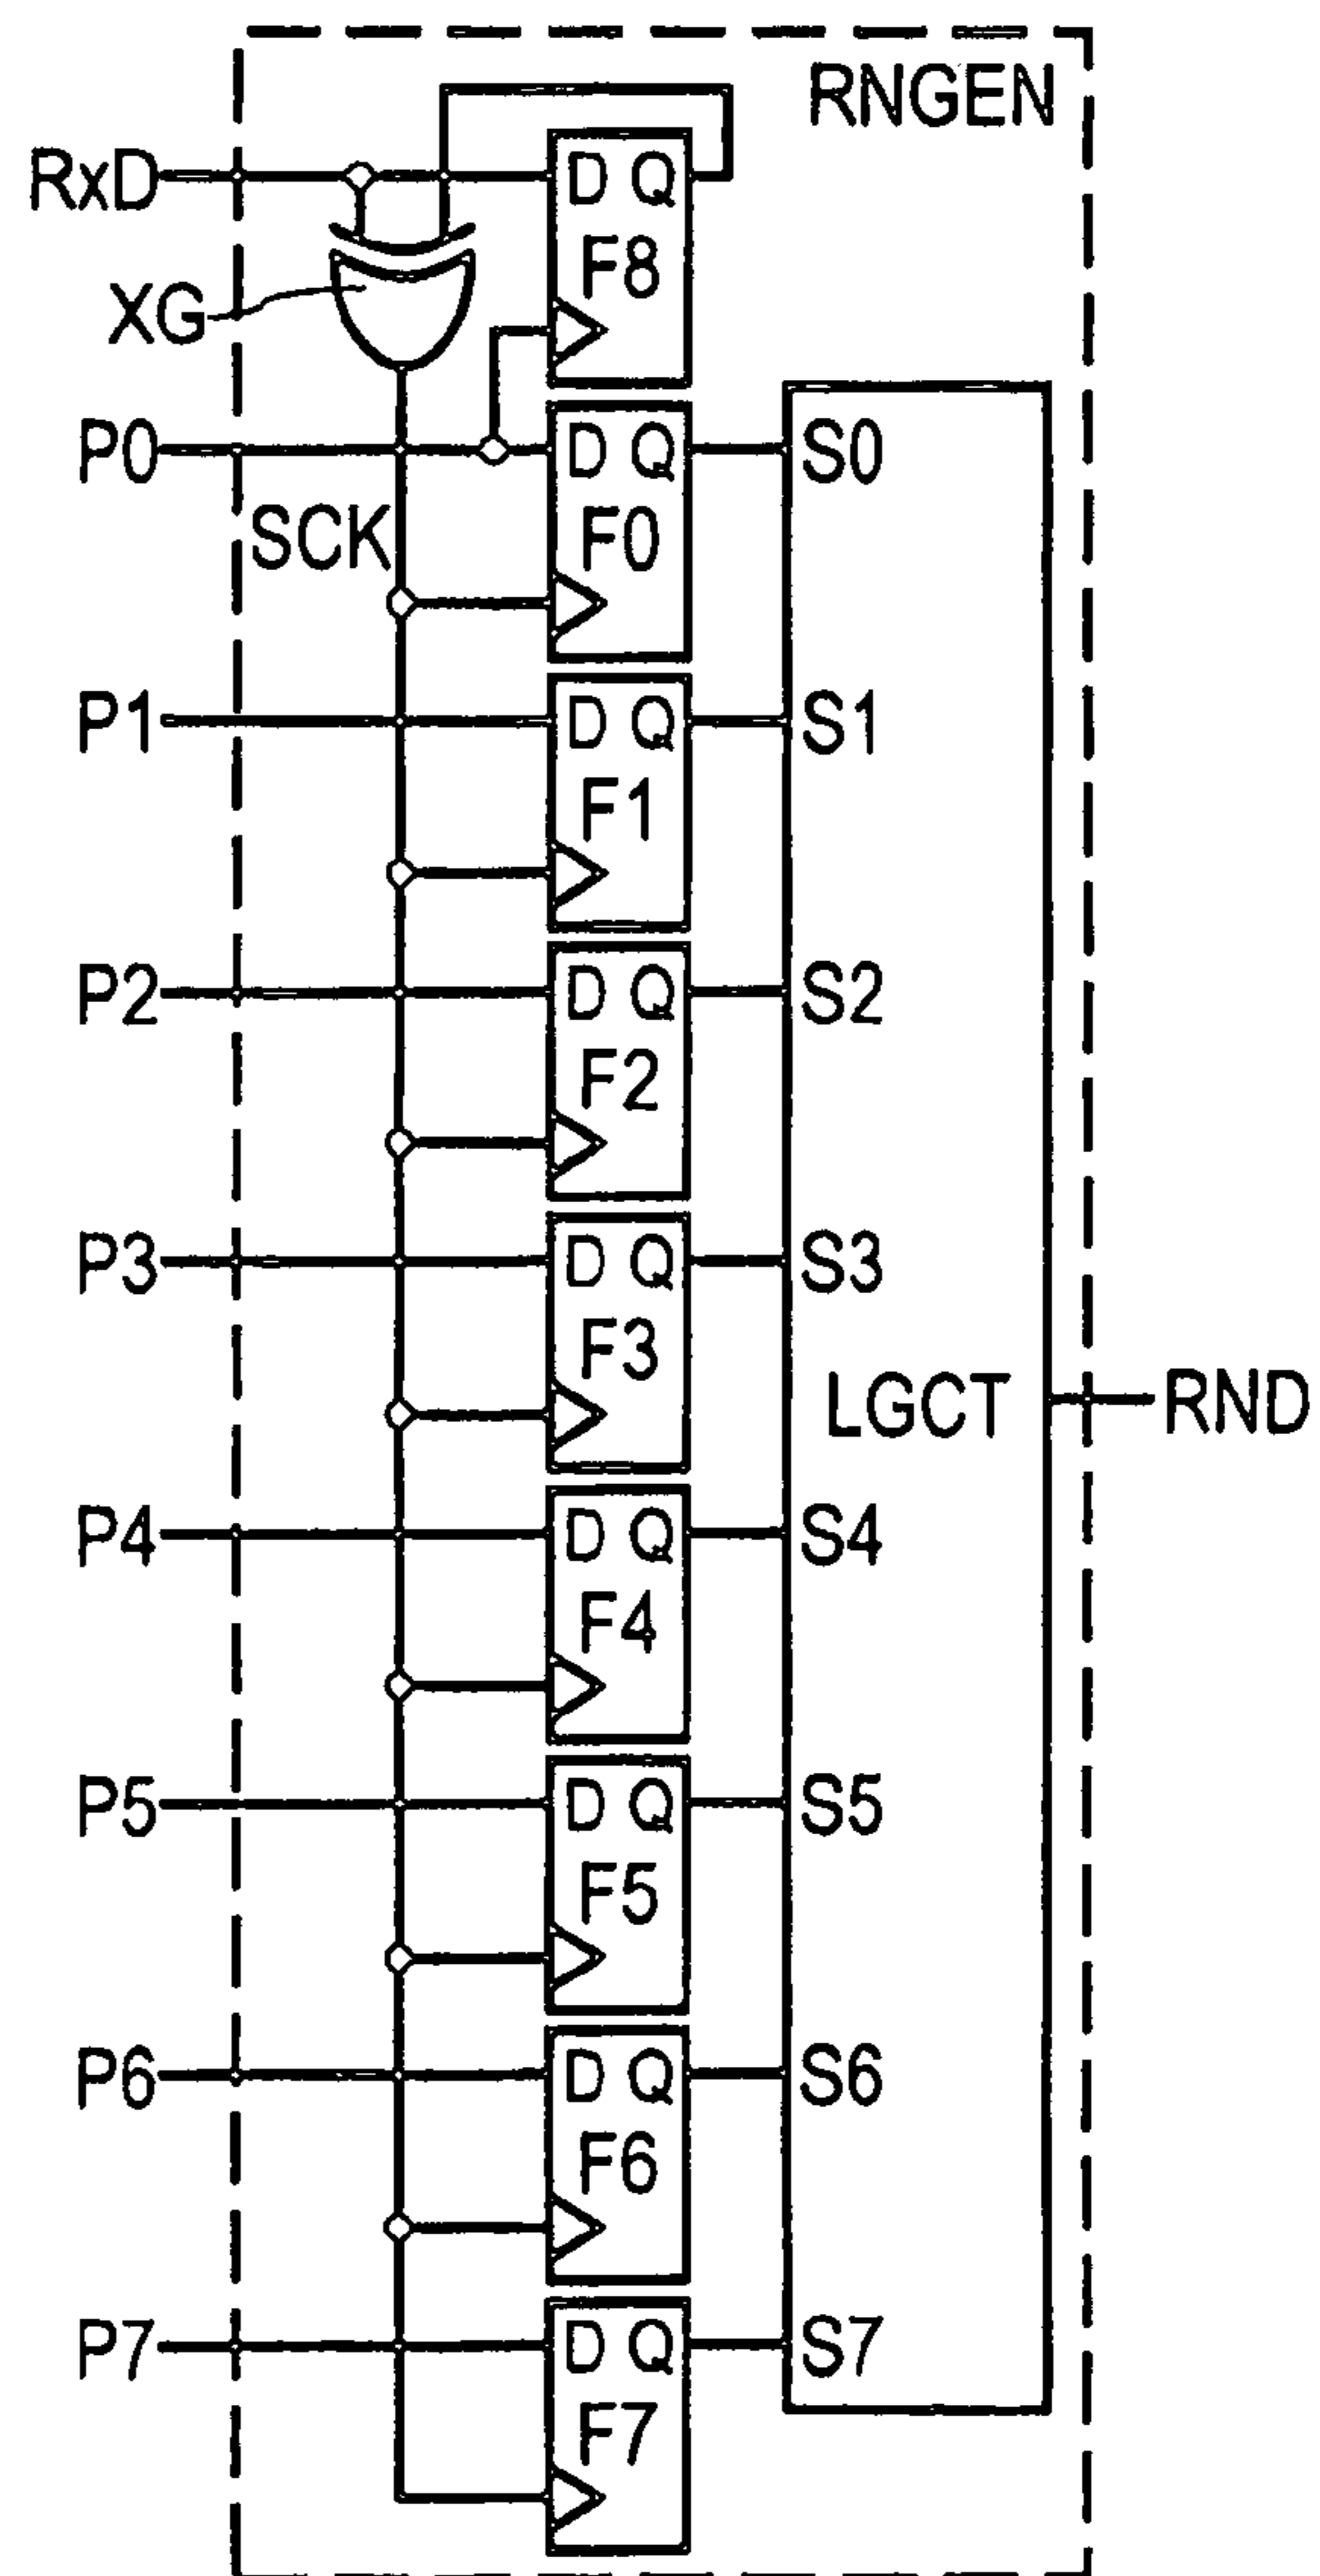 RNGEN
RxD
D Q
F8
XG
P0
D Q
S0
SCK
F0
P1
D Q
S1
F1
P2
D Q
S2
F2
P3
D Q
S3
F3
LGCT
RND
P4
D Q
S4
F4
P5
D Q
S5
F5
P6
D Q
S6
F6
P7
D Q
S7
F7